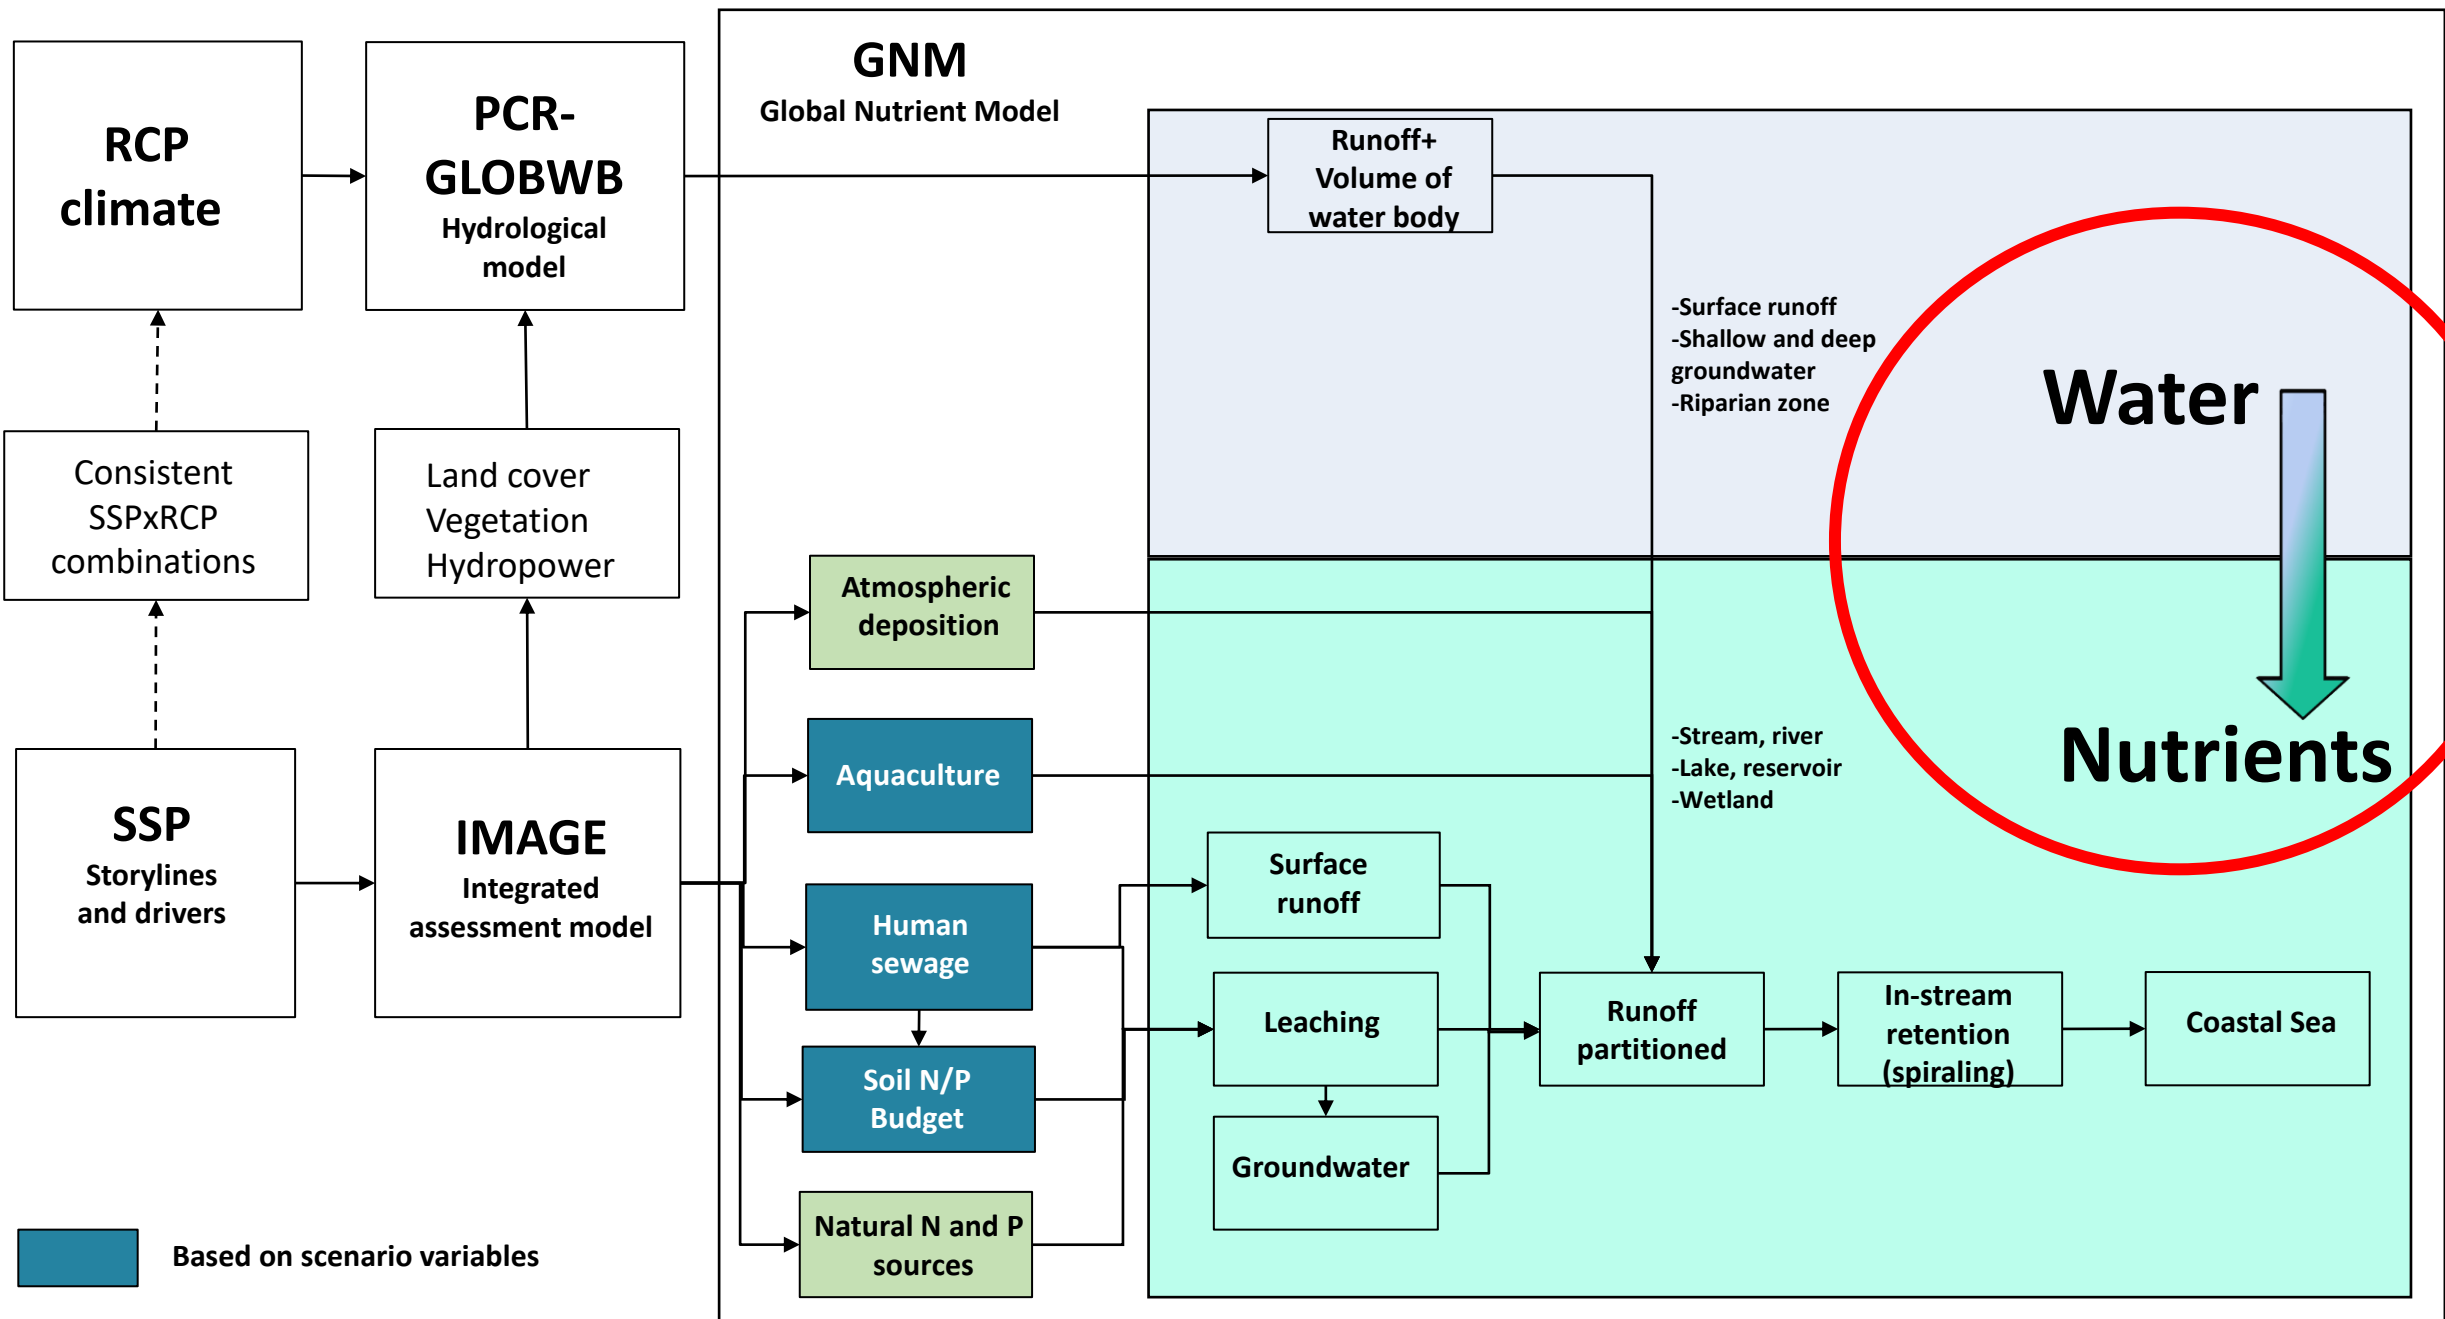 GNM
Global Nutrient Model
RCP
climate
PCR-
GLOBWB
Hydrological
model
Runoff+
Volume of
water body
-Surface runoff
-Shallow and deep
groundwater
-Riparian zone
Water
Consistent
SSPxRCP
combinations
Land cover
Vegetation
Hydropower
Atmospheric
deposition
Aquaculture
-Stream, river
-Lake, reservoir
-Wetland
Nutrients
SSP
Storylines
and drivers
IMAGE
Integrated
assessment model
Human
sewage
Surface
runoff
Leaching
Runoff
partitioned
In-stream
retention
(spiraling)
Coastal Sea
Soil N/P
Budget
Groundwater
Natural N and P
sources
Based on scenario variables